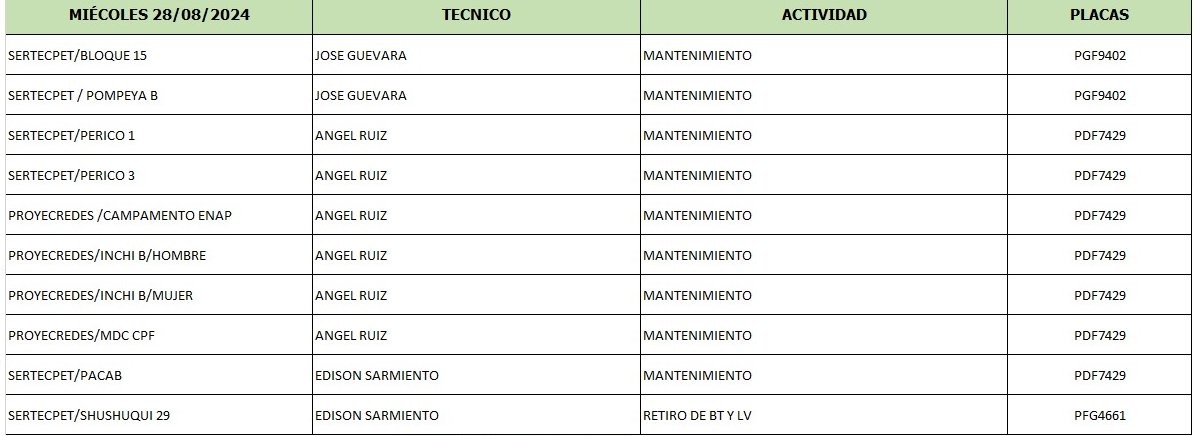 MIÉCOLES 28/08/2024 TECNICO ACTIVIDAD PLACAS
SERTECPET/BLOQUE 15 JOSE GUEVARA MANTENIMIENTO PGF9402
SERTECPET / POMPEYA B JOSE GUEVARA MANTENIMIENTO PGF9402
SERTECPET/PERICO 1 ANGEL RUIZ MANTENIMIENTO PDF7429
SERTECPET/PERICO 3 ANGEL RUIZ MANTENIMIENTO PDF7429
PROYECREDES /CAMPAMENTO ENAP ANGEL RUIZ MANTENIMIENTO PDF7429
PROYECREDES/INCHI B/HOMBRE ANGEL RUIZ MANTENIMIENTO PDF7429
PROYECREDES/INCHI B/MUJER ANGEL RUIZ MANTENIMIENTO PDF7429
PROYECREDES/MDC CPF ANGEL RUIZ MANTENIMIENTO PDF7429
SERTECPET/PACAB EDISON SARMIENTO MANTENIMIENTO PDF7429
SERTECPET/SHUSHUQUI 29 EDISON SARMIENTO RETIRO DE BT Y LV PFG4661